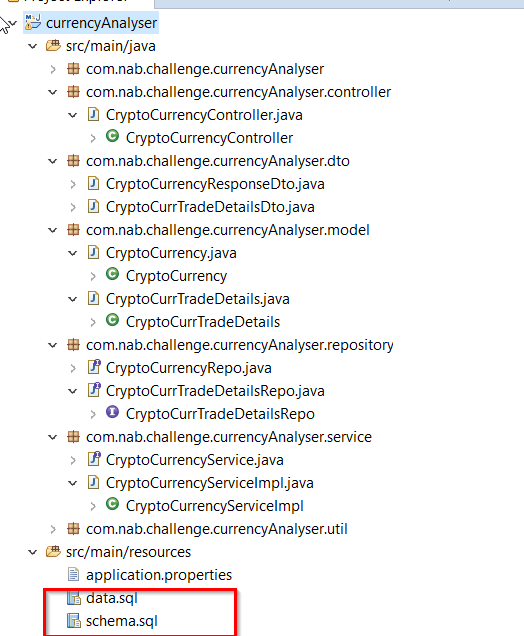 currencyAnalyser
src/main/java
com.nab.challenge.currencyAnalyser
com.nab.challenge.currencyAnalyser.controller
CryptoCurrencyController.java
CryptoCurrencyController
com.nab.challenge.currencyAnalyser.dto
CryptoCurrencyResponseDto.java
CryptoCurrTradeDetailsDto.java
com.nab.challenge.currencyAnalyser.model
CryptoCurrency.java
CryptoCurrency
CryptoCurrTradeDetails.java
CryptoCurrTradeDetails
com.nab.challenge.currencyAnalyser.repository
CryptoCurrencyRepo.java
CryptoCurrTradeDetailsRepo.java
CryptoCurrTradeDetailsRepo
com.nab.challenge.currencyAnalyser.service
CryptoCurrencyService.java
CryptoCurrencyServiceImpl.java
CryptoCurrencyServiceImpl
com.nab.challenge.currencyAnalyser.util
src/main/resources
application.properties
data.sql
schema.sql